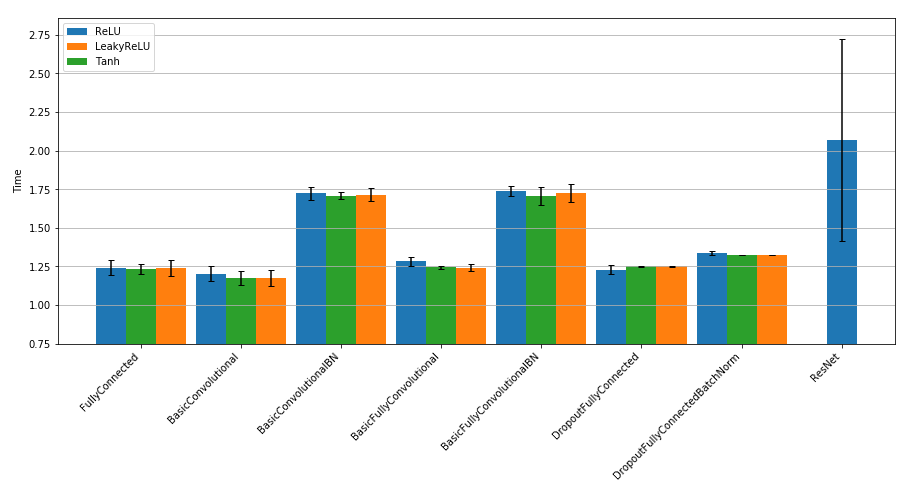 2.75
2.50
2.25
2.00
1.75
1.50
1.25
1.00
0.75
Time
ReLU
LeakyReLU
Tanh
FullyConnected
BasicConvolutional
BasicConvolutionalBN
BasicFullyConvolutional
BasicFullyConvolutionalBN
DropoutFullyConnected
DropoutFullyConnectedBatchNorm
ResNet